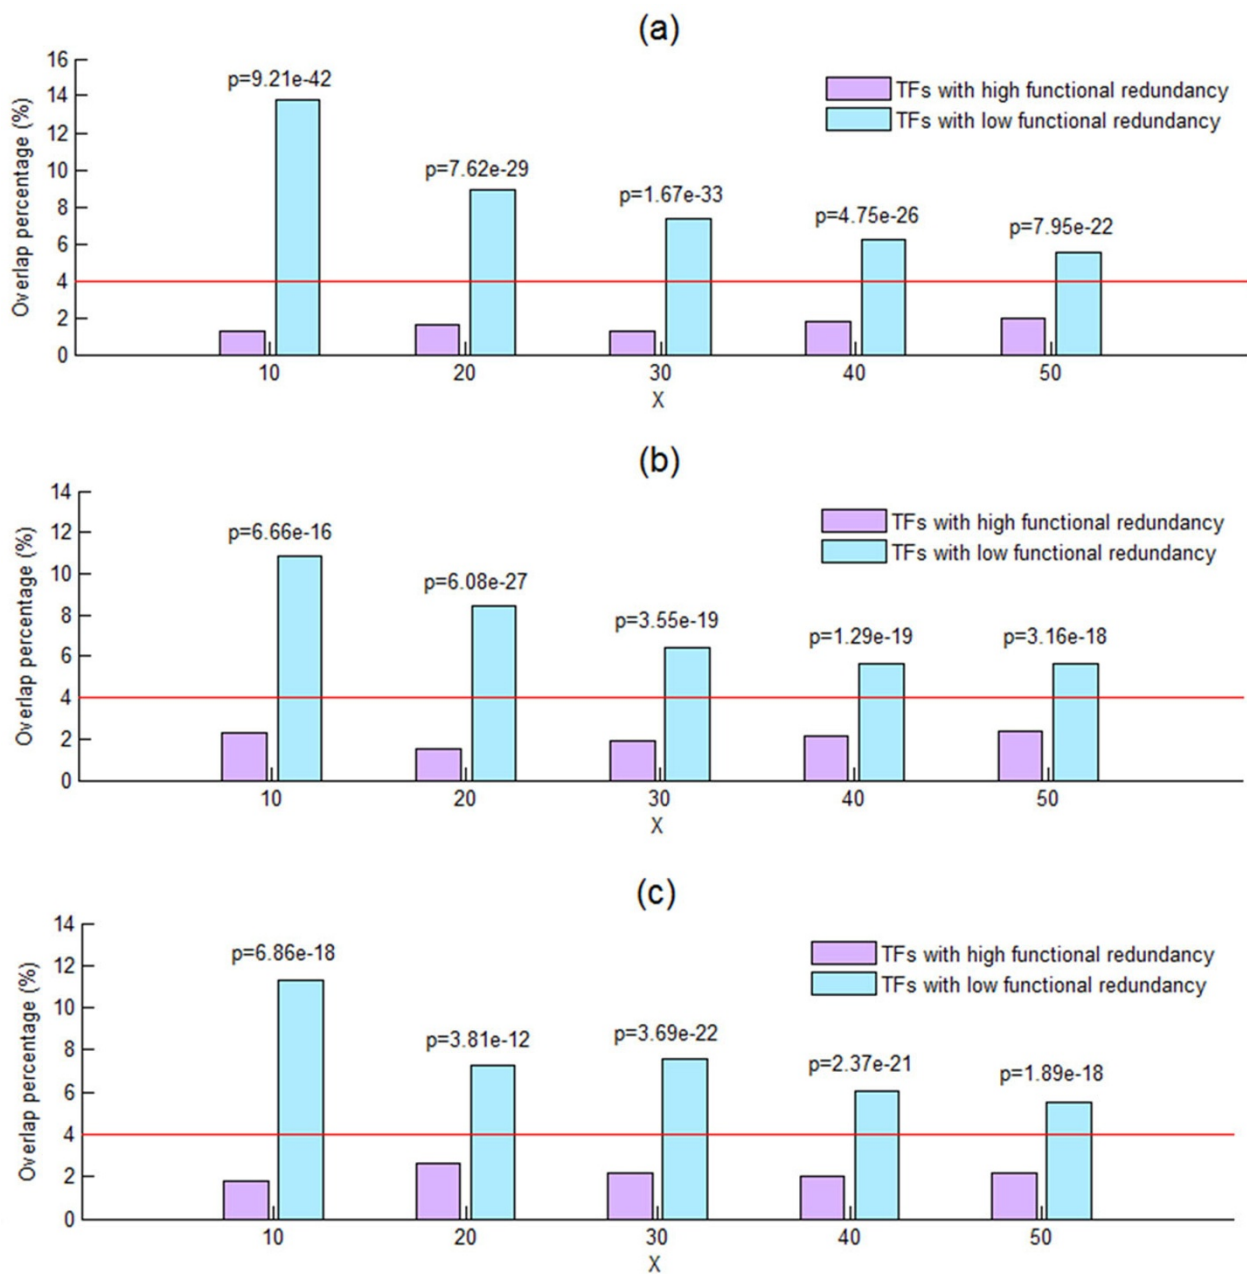 (a)
16
14
12
10
8
6
4
2
0
Overlap percentage (%)
p=9.21e-42
p=7.62e-29
p=1.67e-33
p=4.75e-26
p=7.95e-22
TFs with high functional redundancy
TFs with low functional redundancy
10 20 30 40 50
X
(b)
14
12
10
8
6
4
2
0
Overlap percentage (%)
p=6.66e-16
p=6.08e-27
p=3.55e-19
p=1.29e-19
p=3.16e-18
TFs with high functional redundancy
TFs with low functional redundancy
10 20 30 40 50
X
(c)
14
12
10
8
6
4
2
0
Overlap percentage (%)
p=6.86e-18
p=3.81e-12
p=3.69e-22
p=2.37e-21
p=1.89e-18
TFs with high functional redundancy
TFs with low functional redundancy
10 20 30 40 50
X